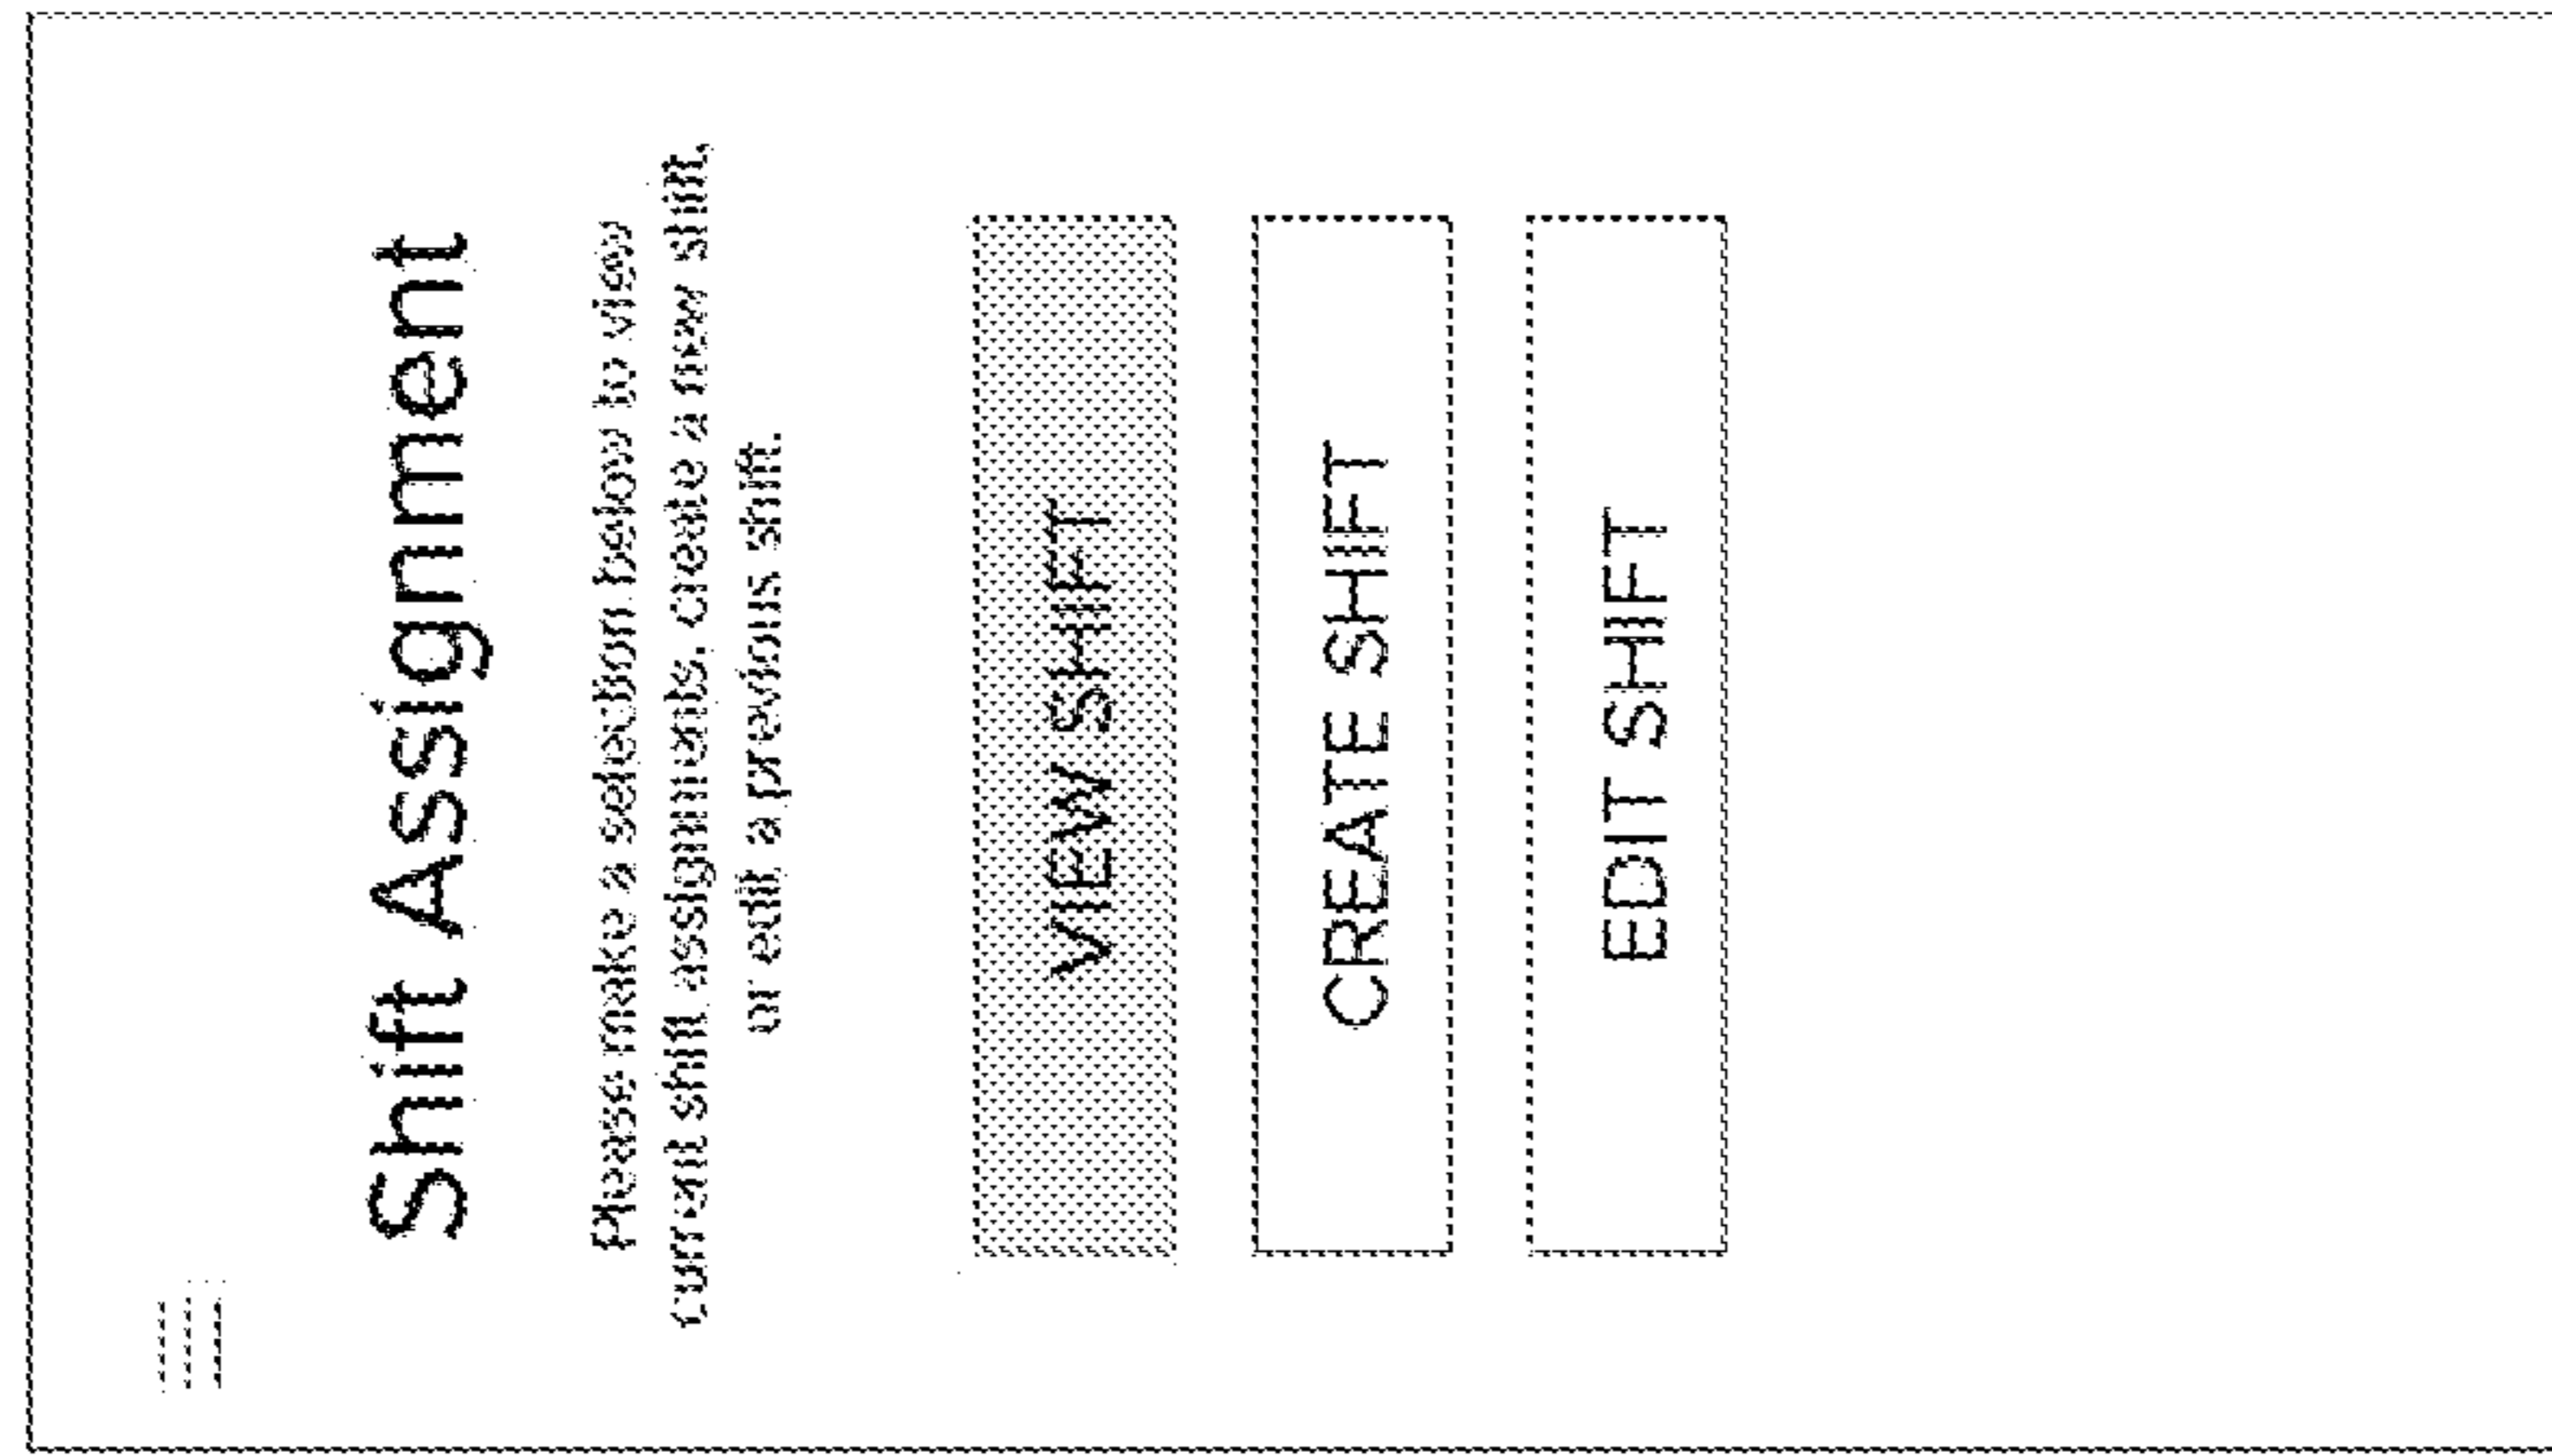 Shift Assignment
Please make a selection below to view
current shift assignments, create a new shift,
or edit a previous shift.
VIEW SHIFT
CREATE SHIFT
EDIT SHIFT